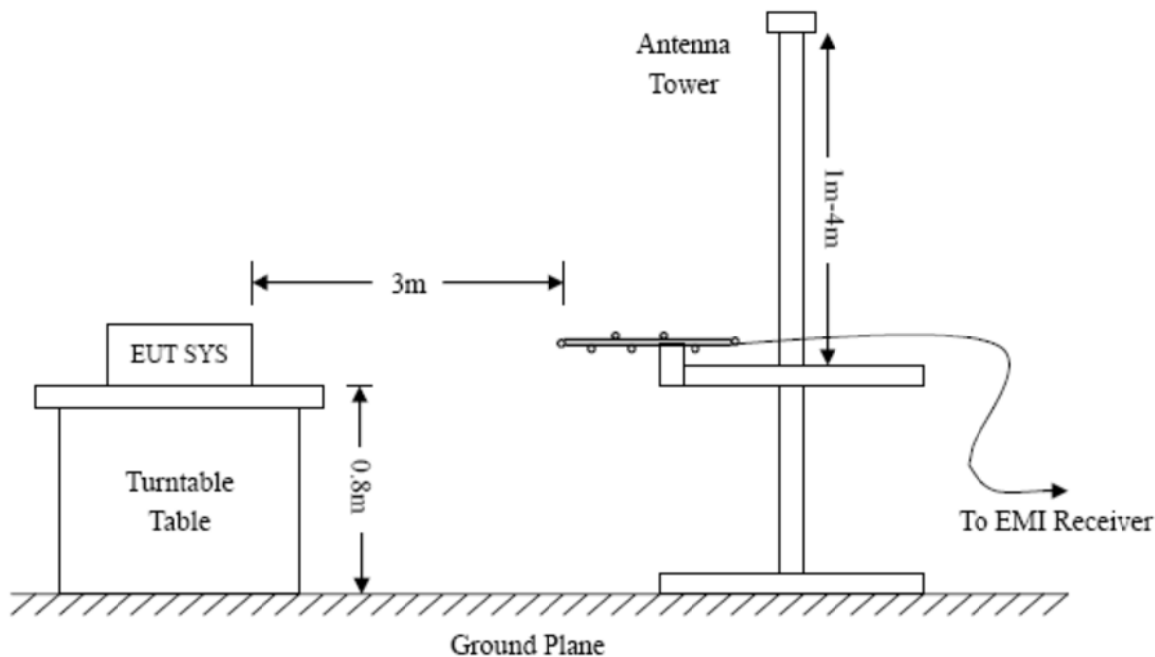 Antenna
Tower
1m-4m
3m
EUT SYS
0.8m
Turntable
Table
To EMI Receiver
Ground Plane